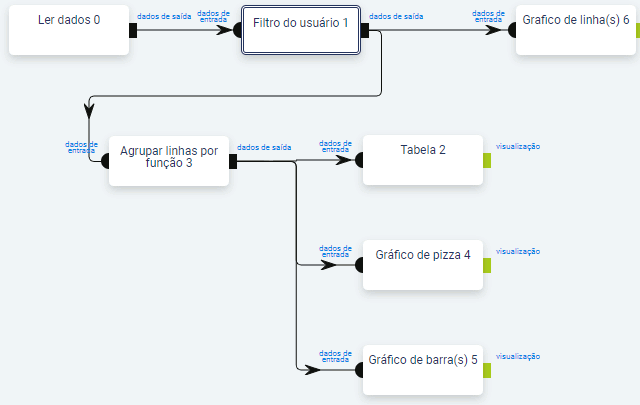 Ler dados 0
dados de saída
dados de
entrada
Filtro do usuário 1
dados de saída
dados de
entrada
Grafico de linha(s) 6
dados de
entrada
Agrupar linhas por
função 3
dados de saída
dados de
entrada
Tabela 2
visualização
dados de
entrada
Gráfico de pizza 4
visualização
dados de
entrada
Gráfico de barra(s) 5
visualização